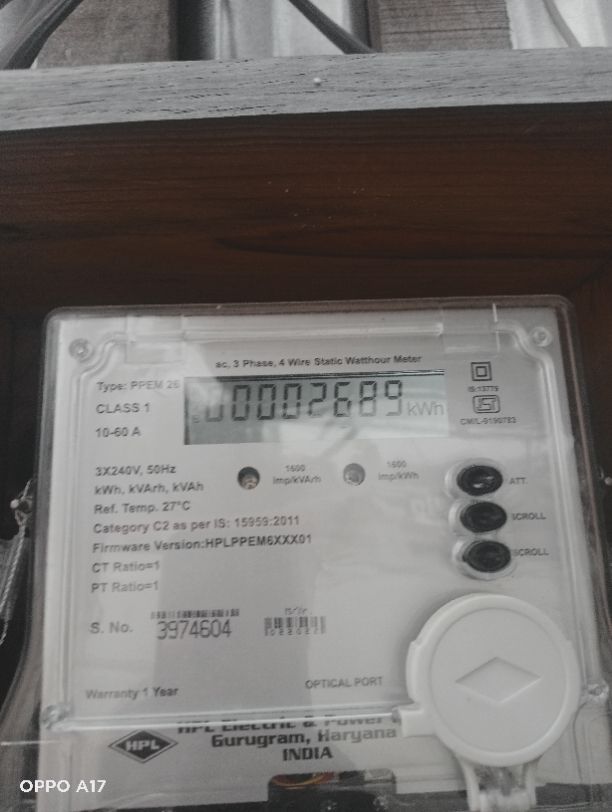 ac, 3 Phase, 4 Wire Static Watthour Meter
Type: PPEM 26
CLASS 1
10-60 A
00002689 kWh
IS:13779
CM/L-9190783
3X240V, 50Hz
kWh, kVArh, kVAh
1600
imp/kVArh
1600
imp/kWh
ATT.
SCROLL
SCROLL
Ref. Temp. 27°C
Category C2 as per IS: 15959:2011
Firmware Version:HPLPPEM6XXX01
CT Ratio=1
PT Ratio=1
S. No. 3974604
Warranty 1 Year
OPTICAL PORT
HPL Electric & Power
Gurugram, Haryana
INDIA
HPL
OPPO A17